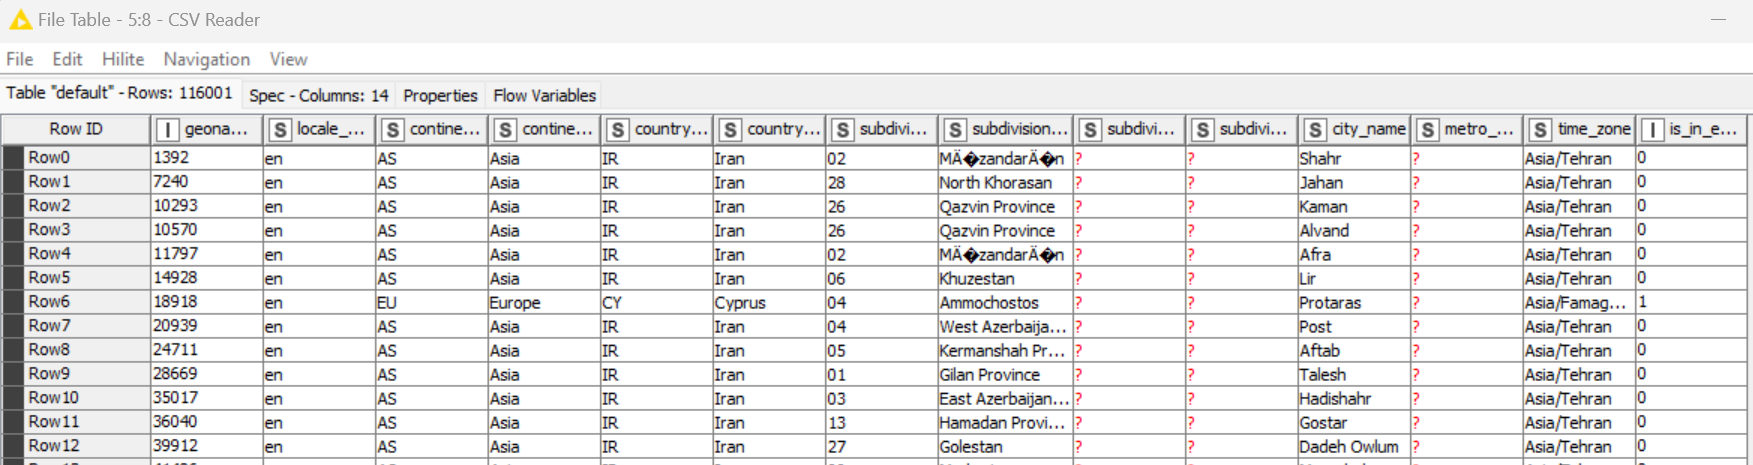 File Table - 5:8 - CSV Reader
File Edit Hilite Navigation View
Table "default" - Rows: 116001 Spec - Columns: 14 Properties Flow Variables
Row ID I geona... S locale_... S contine... S contine... S country... S country... S subdivi... S subdivision... S subdivi... S subdivi... S city_name S metro_... S time_zone I is_in_e...
Row0 1392 en AS Asia IR Iran 02 MÄ�zandarÄ�n ? ? Shahr ? Asia/Tehran 0
Row1 7240 en AS Asia IR Iran 28 North Khorasan ? ? Jahan ? Asia/Tehran 0
Row2 10293 en AS Asia IR Iran 26 Qazvin Province ? ? Kaman ? Asia/Tehran 0
Row3 10570 en AS Asia IR Iran 26 Qazvin Province ? ? Alvand ? Asia/Tehran 0
Row4 11797 en AS Asia IR Iran 02 MÄ�zandarÄ�n ? ? Afra ? Asia/Tehran 0
Row5 14928 en AS Asia IR Iran 06 Khuzestan ? ? Lir ? Asia/Tehran 0
Row6 18918 en EU Europe CY Cyprus 04 Ammochostos ? ? Protaras ? Asia/Famag... 1
Row7 20939 en AS Asia IR Iran 04 West Azerbaija... ? ? Post ? Asia/Tehran 0
Row8 24711 en AS Asia IR Iran 05 Kermanshah Pr... ? ? Aftab ? Asia/Tehran 0
Row9 28669 en AS Asia IR Iran 01 Gilan Province ? ? Talesh ? Asia/Tehran 0
Row10 35017 en AS Asia IR Iran 03 East Azerbaijan... ? ? Hadishahr ? Asia/Tehran 0
Row11 36040 en AS Asia IR Iran 13 Hamadan Provi... ? ? Gostar ? Asia/Tehran 0
Row12 39912 en AS Asia IR Iran 27 Golestan ? ? Dadeh Owlum ? Asia/Tehran 0